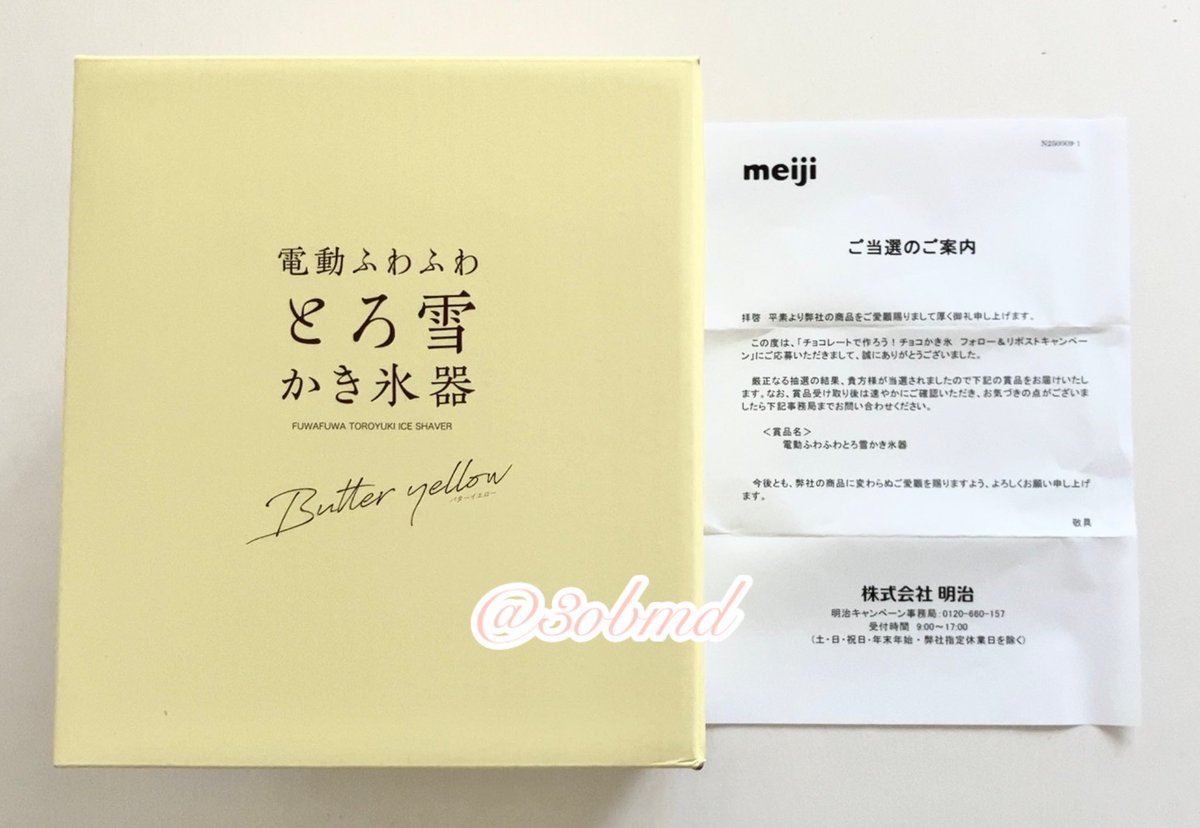 電動ふわふわ
とろ雪
かき氷器
FUWAFUWA TOROYUKI ICE SHAVER
Butter yellow
バターイエロー
@3obmd
N250009-1
meiji
ご当選のご案内
拝啓 平素より弊社の商品をご愛顧賜りまして厚く御礼申し上げます。
この度は、「チョコレートで作ろう!チョコかき氷 フォロー&リポストキャンペー
ン」にご応募いただきまして、誠にありがとうございました。
厳正なる抽選の結果、貴方様が当選されましたので下記の賞品をお届けいたし
ます。なお、賞品受け取り後は速やかにご確認いただき、お気づきの点がございま
したら下記事務局までお問い合わせください。
<賞品名>
電動ふわふわとろ雪かき氷器
今後とも、弊社の商品に変わらぬご愛顧を賜りますよう、よろしくお願い申し上げ
ます。
敬具
株式会社 明治
明治キャンペーン事務局:0120-660-157
受付時間 9:00~17:00
(土・日・祝日・年末年始・弊社指定休業日を除く)